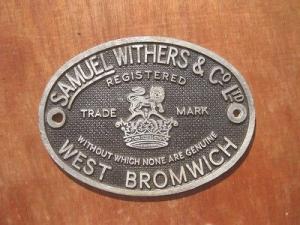 SAMUEL WITHERS & CO LTD
REGISTERED
TRADE MARK
WITHOUT WHICH NONE ARE GENUINE
WEST BROMWICH